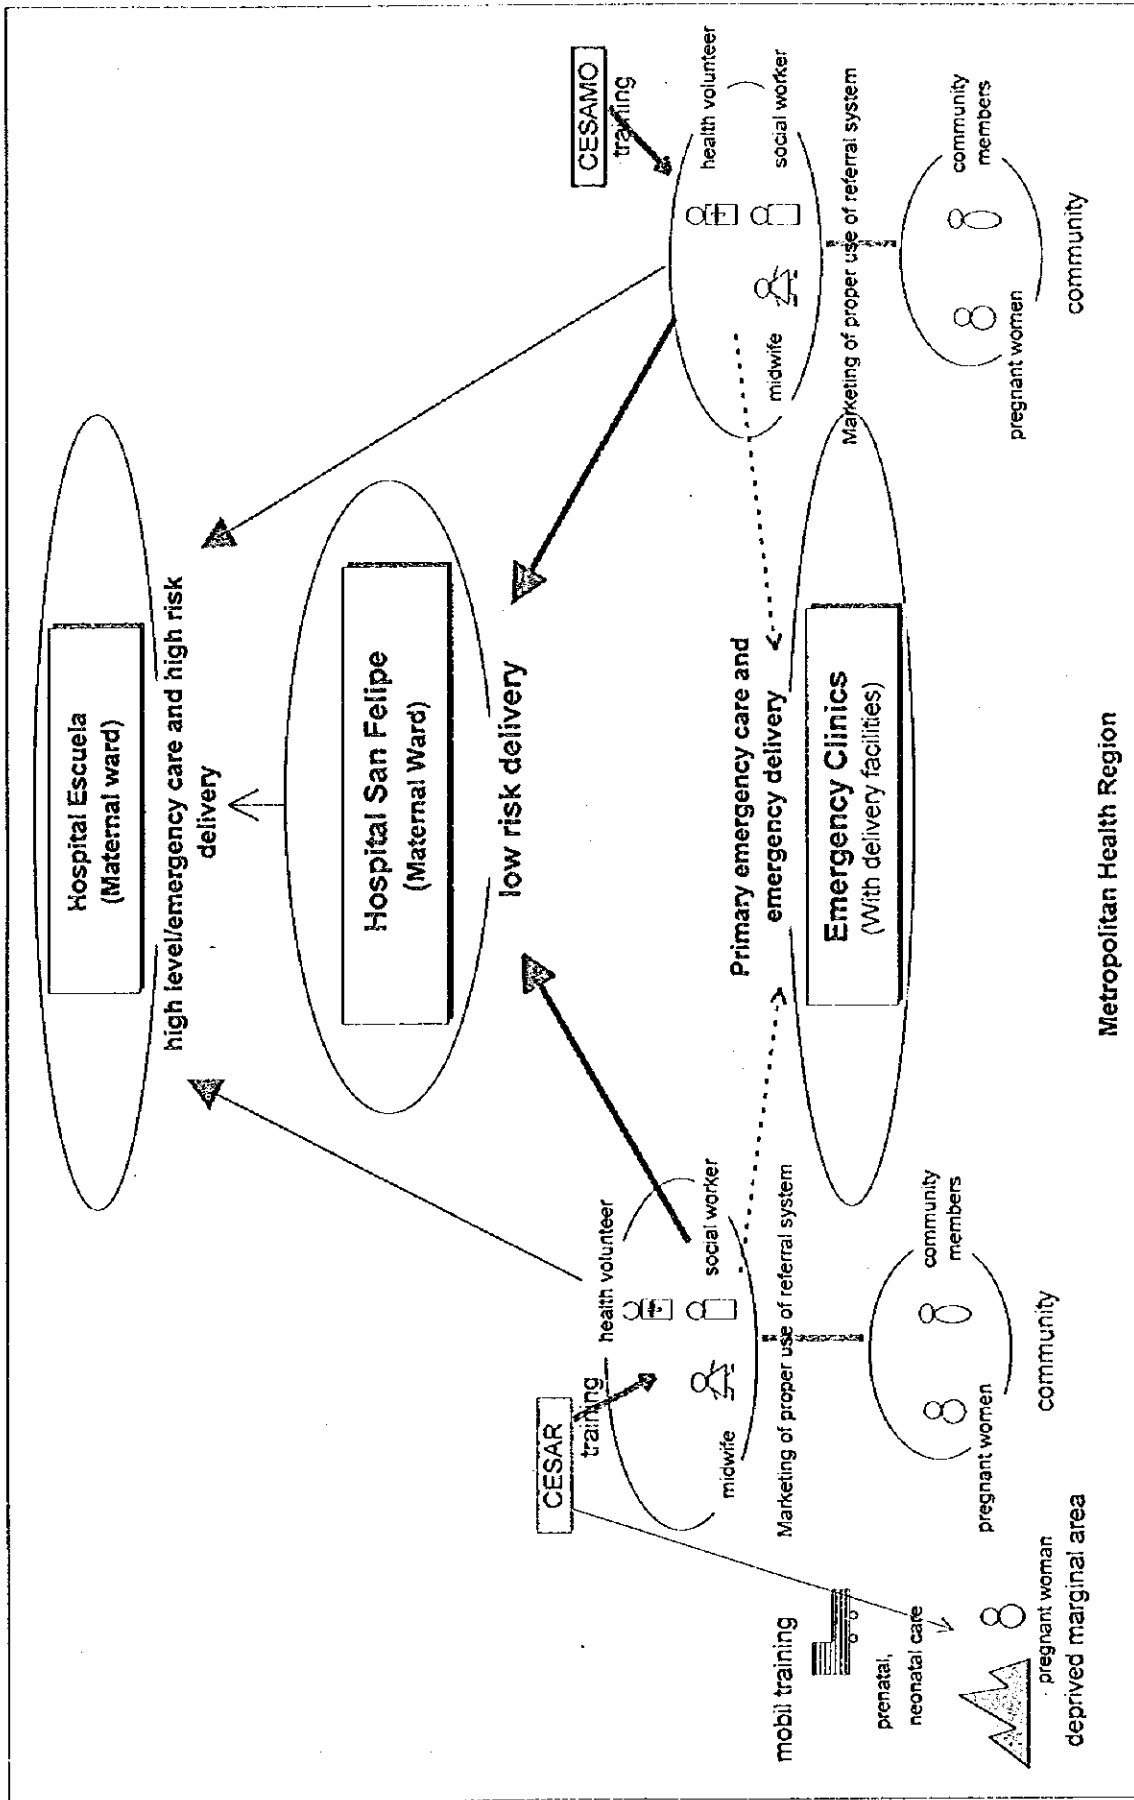 Hospital Escuela
(Maternal ward)
high level/emergency care and high risk
delivery
Hospital San Felipe
(Maternal Ward)
low risk delivery
CESAR
training
health volunteer
social worker
midwife
Marketing of proper use of referral system
community
members
pregnant women
community
mobil training
prenatal,
neonatal care
pregnant woman
deprived marginal area
Primary emergency care and
emergency delivery
Emergency Clinics
(With delivery facilities)
CESAMO
training
health volunteer
social worker
midwife
Marketing of proper use of referral system
community
members
pregnant women
community
Metropolitan Health Region